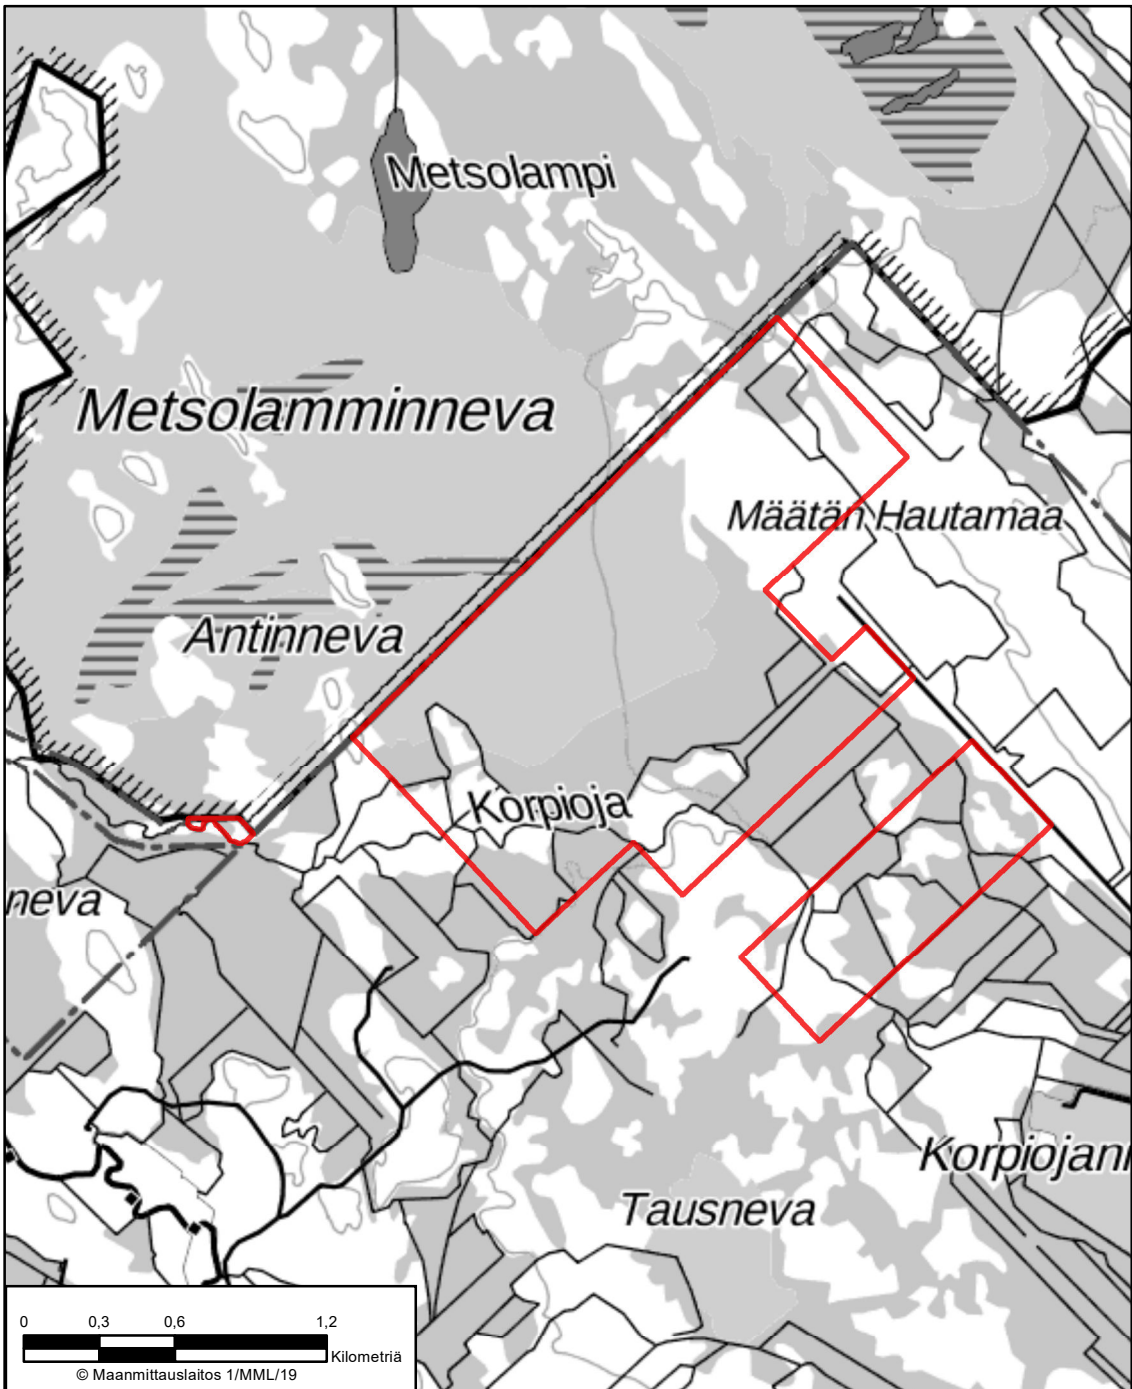 Metsolampi
Metsolamminneva
Määtän Hautamaa
Antinneva
Korpioja
neva
Korpiojann
Tausneva
0 0,3 0,6 1,2
Kilometriä
© Maanmittauslaitos 1/MML/19